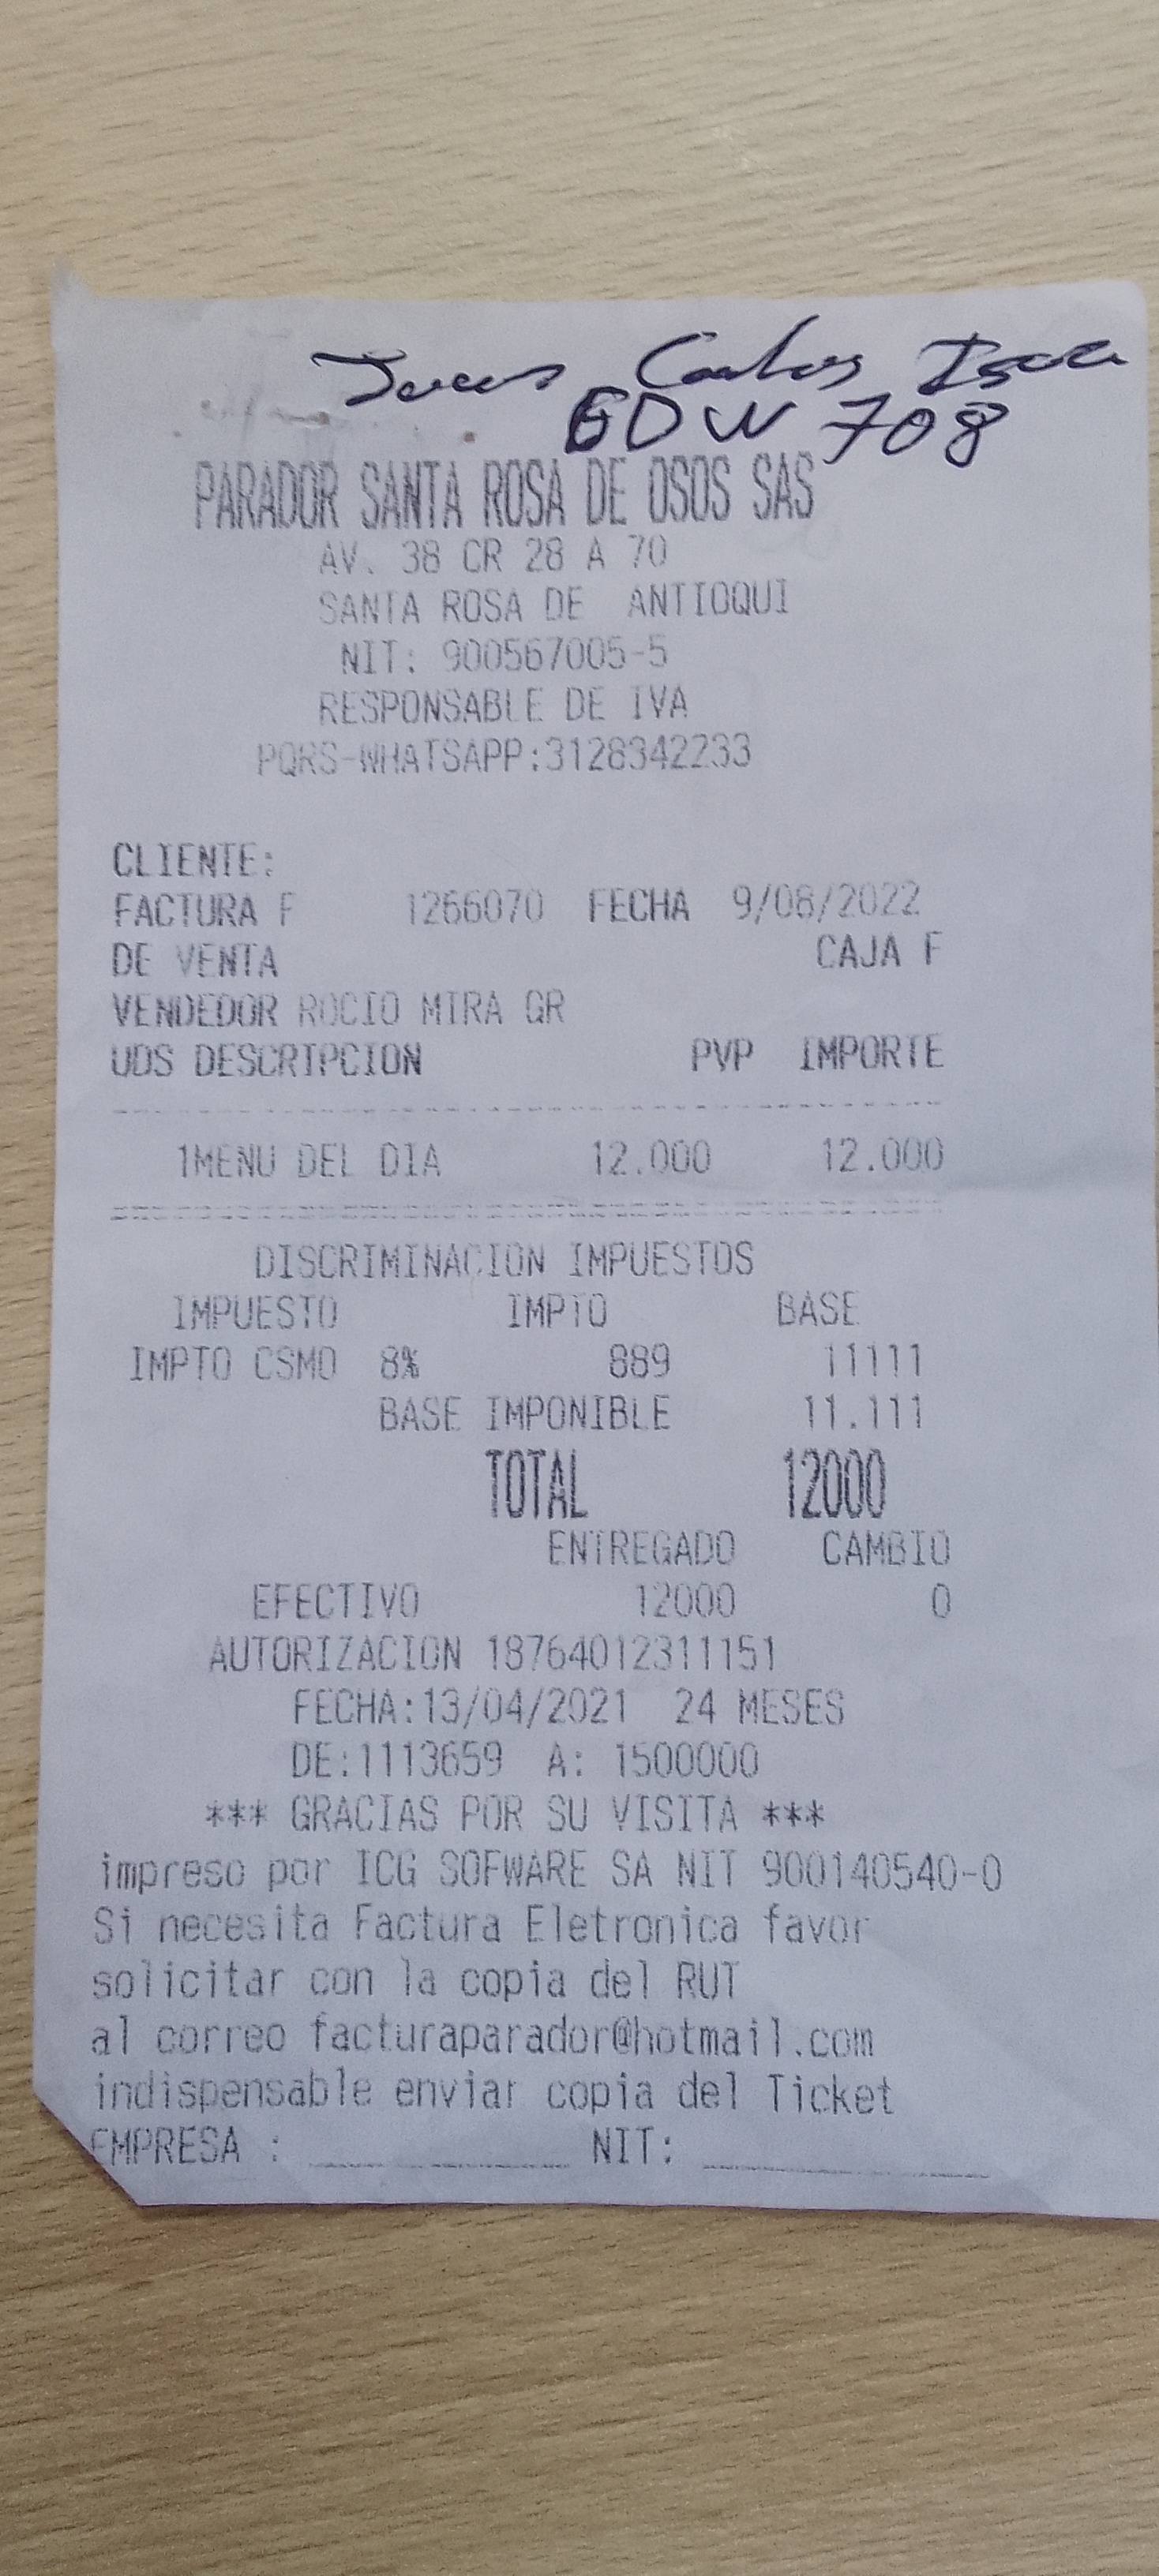 Juan Carlos Isaza
GDW 708
PARADOR SANTA ROSA DE OSOS SAS
AV. 38 CR 28 A 70
SANTA ROSA DE ANTIOQUI
NIT: 900567005-5
RESPONSABLE DE IVA
PQRS-WHATSAPP:3128342233
CLIENTE:
FACTURA F 1266070 FECHA 9/08/2022
DE VENTA CAJA F
VENDEDOR ROCIO MIRA GR
UDS DESCRIPCION PVP IMPORTE
1MENU DEL DIA 12.000 12.000
DISCRIMINACION IMPUESTOS
IMPUESTO IMPTO BASE
IMPTO CSMO 8% 889 11111
BASE IMPONIBLE 11.111
TOTAL 12000
ENTREGADO CAMBIO
EFECTIVO 12000 0
AUTORIZACION 18764012311151
FECHA:13/04/2021 24 MESES
DE:1113659 A: 1500000
*** GRACIAS POR SU VISITA ***
impreso por ICG SOFWARE SA NIT 900140540-0
Si necesita Factura Eletronica favor
solicitar con la copia del RUT
al correo facturaparador@hotmail.com
indispensable enviar copia del Ticket
EMPRESA : NIT: